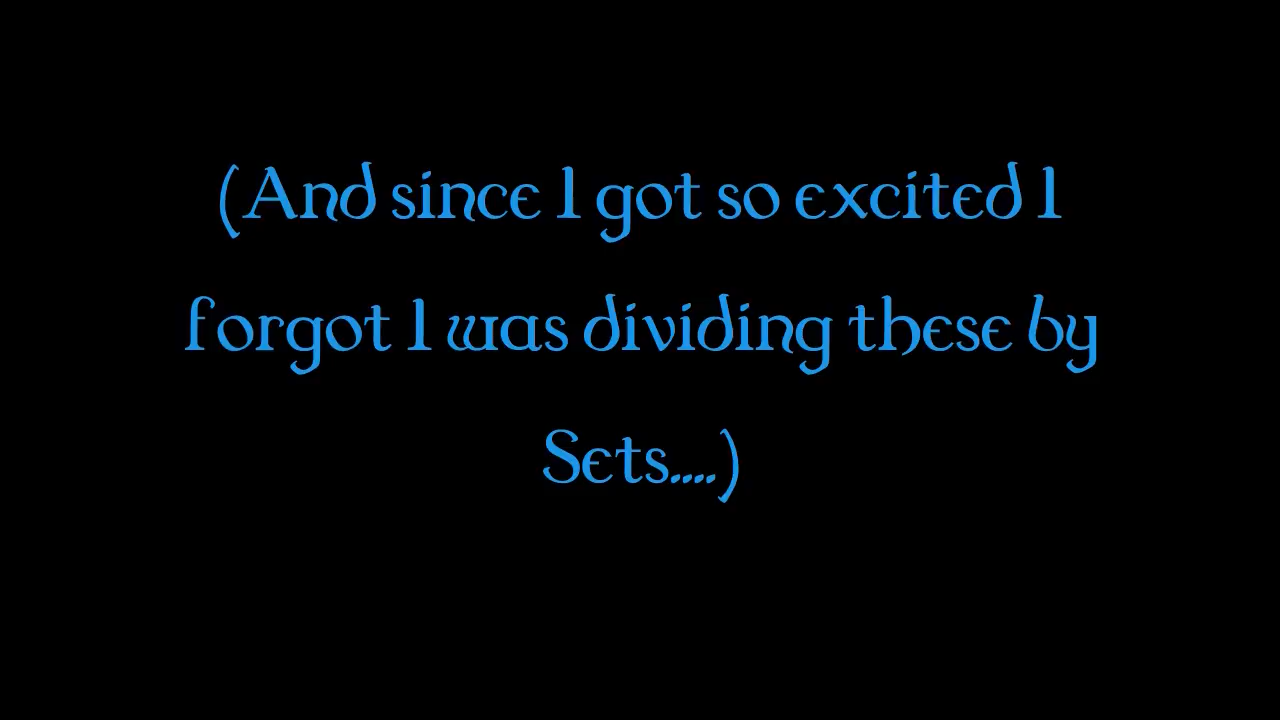 (And since I got so excited I
forgot I was dividing these by
Sets....)